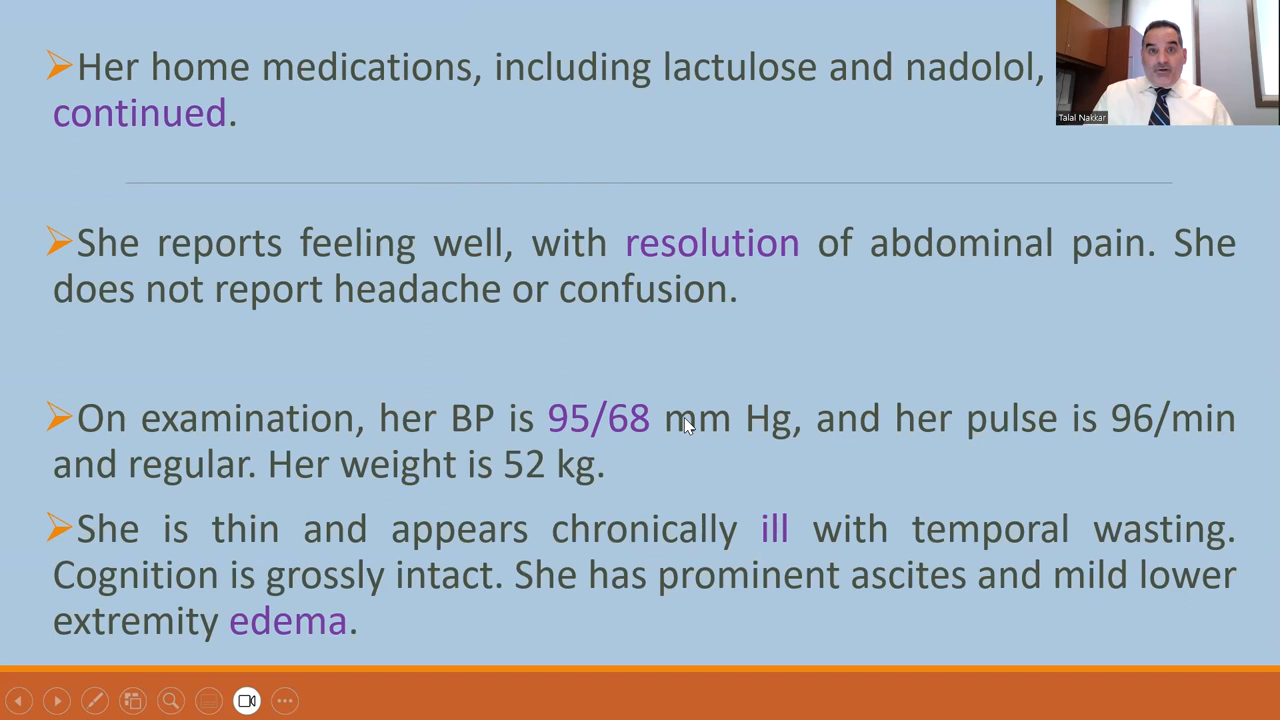 ➢Her home medications, including lactulose and nadolol,
continued.
➢She reports feeling well, with resolution of abdominal pain. She
does not report headache or confusion.
➢On examination, her BP is 95/68 mm Hg, and her pulse is 96/min
and regular. Her weight is 52 kg.
➢She is thin and appears chronically ill with temporal wasting.
Cognition is grossly intact. She has prominent ascites and mild lower
extremity edema.
Talal Nakkar